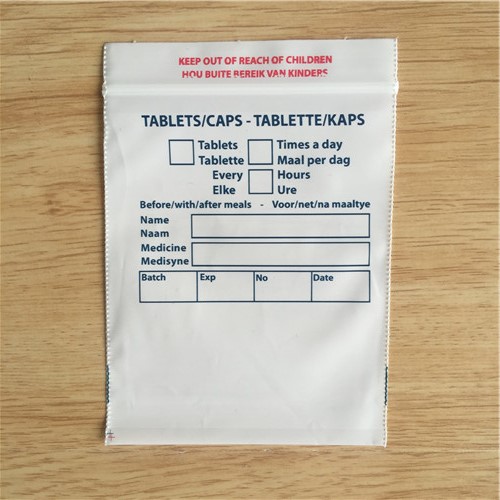 KEEP OUT OF REACH OF CHILDREN
HOU BUITE BEREIK VAN KINDERS
TABLETS/CAPS - TABLETTE/KAPS
Tablets Times a day
Tablette Maal per dag
Every Hours
Elke Ure
Before/with/after meals - Voor/net/na maaltye
Name
Naam
Medicine
Medisyne
Batch Exp No Date